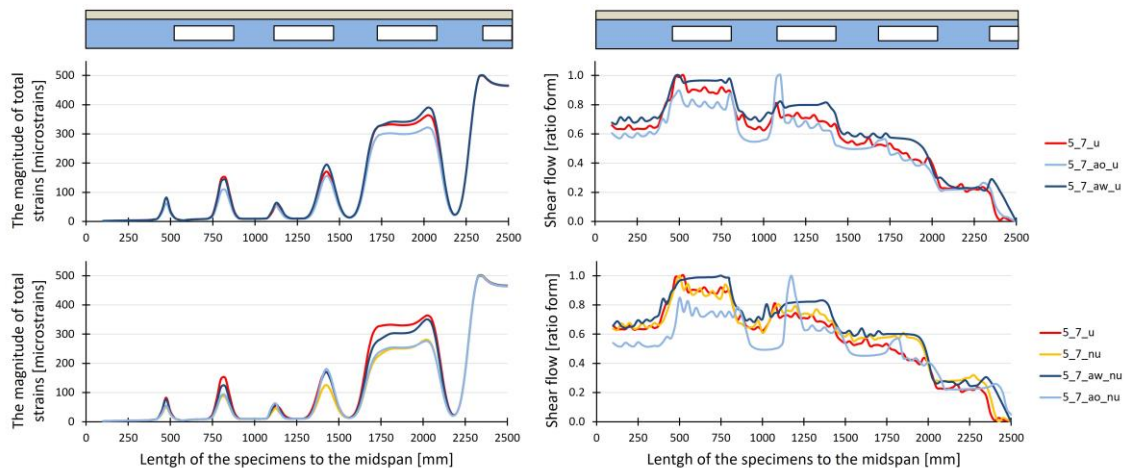 The magnitude of total
strains [microstrains]
500
400
300
200
100
0
0 250 500 750 1000 1250 1500 1750 2000 2250 2500
Shear flow [ratio form]
1.0
0.8
0.6
0.4
0.2
0.0
0 250 500 750 1000 1250 1500 1750 2000 2250 2500
5_7_u
5_7_ao_u
5_7_aw_u
The magnitude of total
strains [microstrains]
500
400
300
200
100
0
0 250 500 750 1000 1250 1500 1750 2000 2250 2500
Shear flow [ratio form]
1.0
0.8
0.6
0.4
0.2
0.0
0 250 500 750 1000 1250 1500 1750 2000 2250 2500
5_7_u
5_7_nu
5_7_aw_nu
5_7_ao_nu
Lentgh of the specimens to the midspan [mm]
Lentgh of the specimens to the midspan [mm]